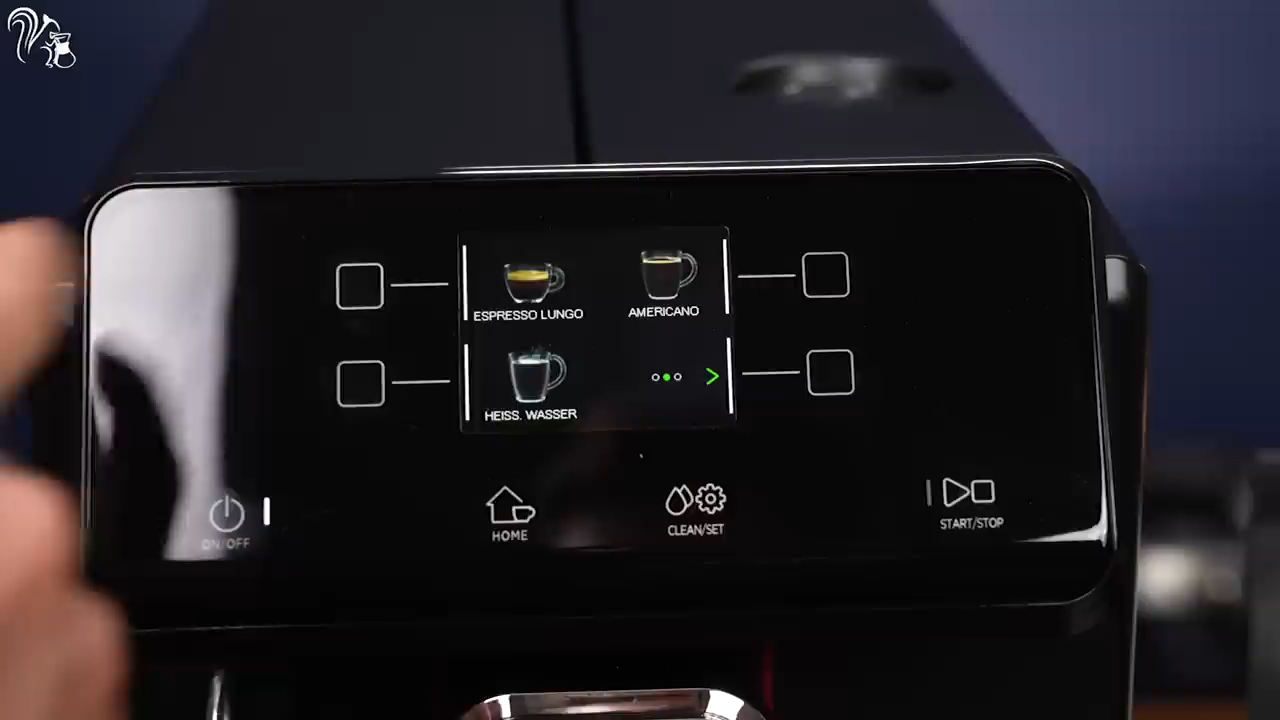 ESPRESSO LUNGO
AMERICANO
HEISS. WASSER
ON/OFF
HOME
CLEAN/SET
START/STOP